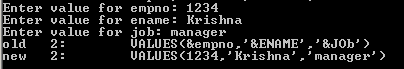 Enter value for empno: 1234
Enter value for ename: Krishna
Enter value for job: manager
old   2:        VALUES(&empno,'&ENAME','&JOb')
new   2:        VALUES(1234,'Krishna','manager')